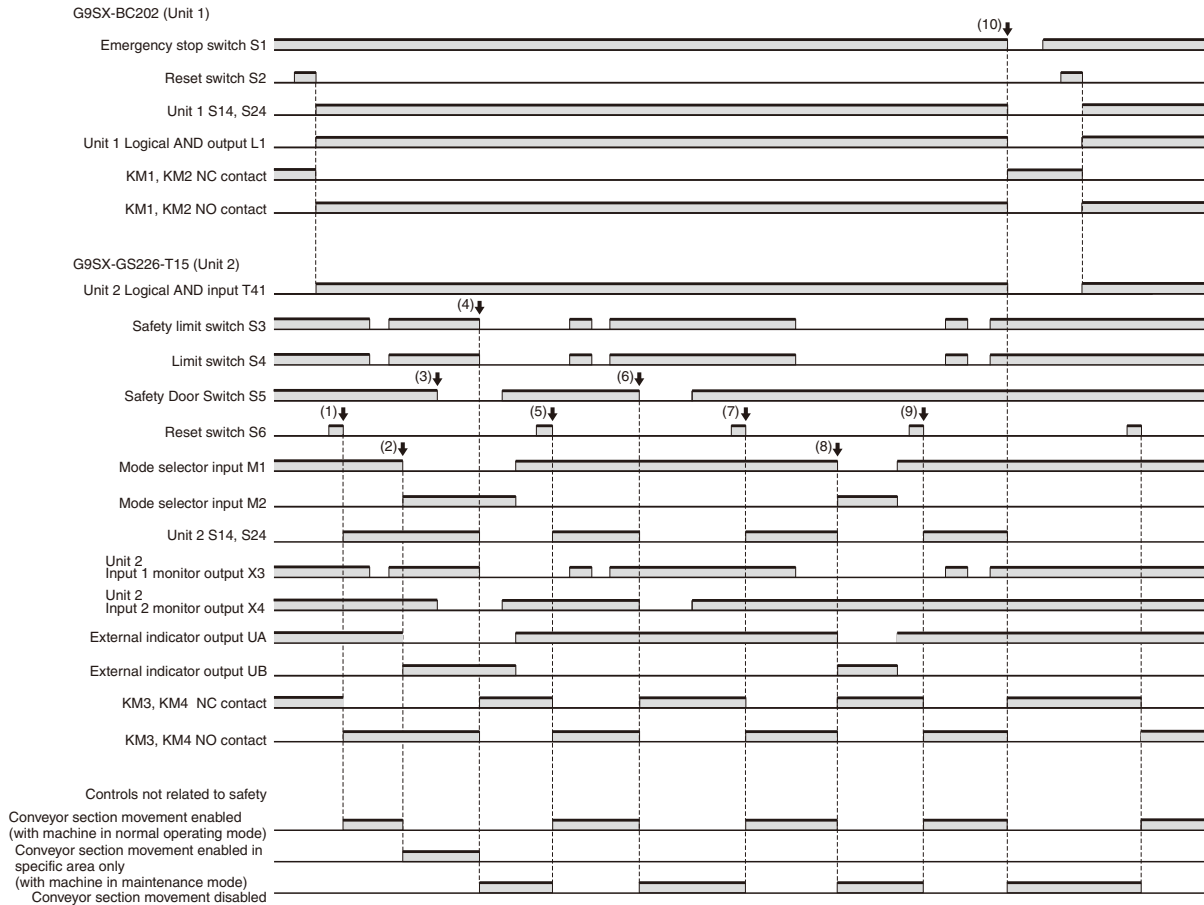 G9SX-BC202 (Unit 1)
(10)
Emergency stop switch S1
Reset switch S2
Unit 1 S14, S24
Unit 1 Logical AND output L1
KM1, KM2 NC contact
KM1, KM2 NO contact
G9SX-GS226-T15 (Unit 2)
Unit 2 Logical AND input T41
(4)
Safety limit switch S3
Limit switch S4
(3)
(6)
Safety Door Switch S5
(1)
(5)
(7)
(9)
Reset switch S6
(2)
(8)
Mode selector input M1
Mode selector input M2
Unit 2 S14, S24
Unit 2
Input 1 monitor output X3
Unit 2
Input 2 monitor output X4
External indicator output UA
External indicator output UB
KM3, KM4 NC contact
KM3, KM4 NO contact
Controls not related to safety
Conveyor section movement enabled
(with machine in normal operating mode)
Conveyor section movement enabled in
specific area only
(with machine in maintenance mode)
Conveyor section movement disabled